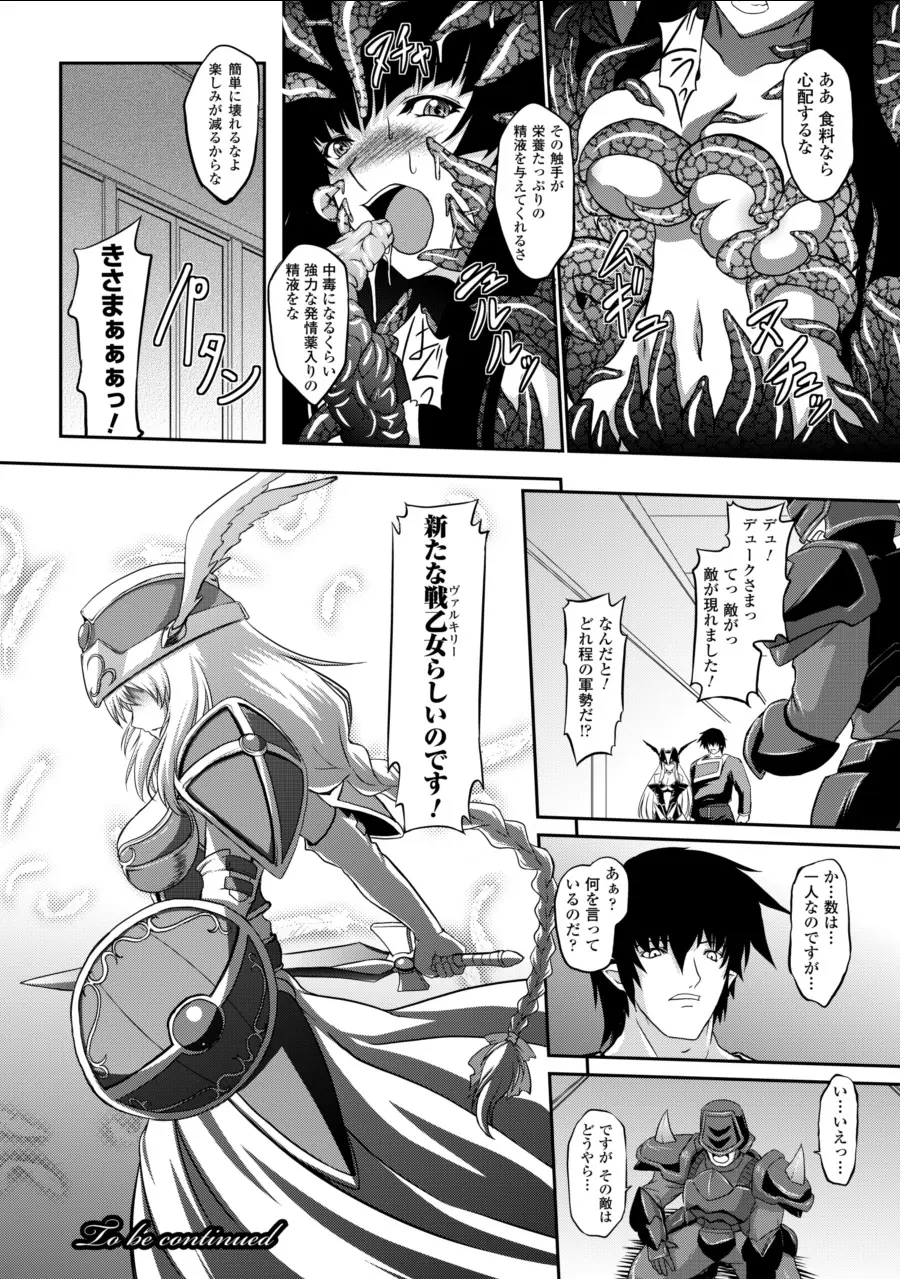 ああ 食料なら
心配するな
ヌチュッ
ムギュ
その触手が
栄養たっぷりの
精液を与えてくれるさ
ヌチャ
中毒になるくらい
強力な発情薬入りの
精液をな
ジュルルルッ
簡単に壊れるなよ
楽しみが減るからな
パタン
きさまぁぁぁっ!
デュ!
デュークさまっ
てっ 敵がっ
敵が現れました!
なんだと!
どれ程の軍勢だ!?
か…数は…
一人なのですが…
あぁ?
何を言って
いるのだ?
い…いえっ…
ですが その敵は
どうやら…
新たな戦乙女らしいのです!
ヴァルキリー
To be continued